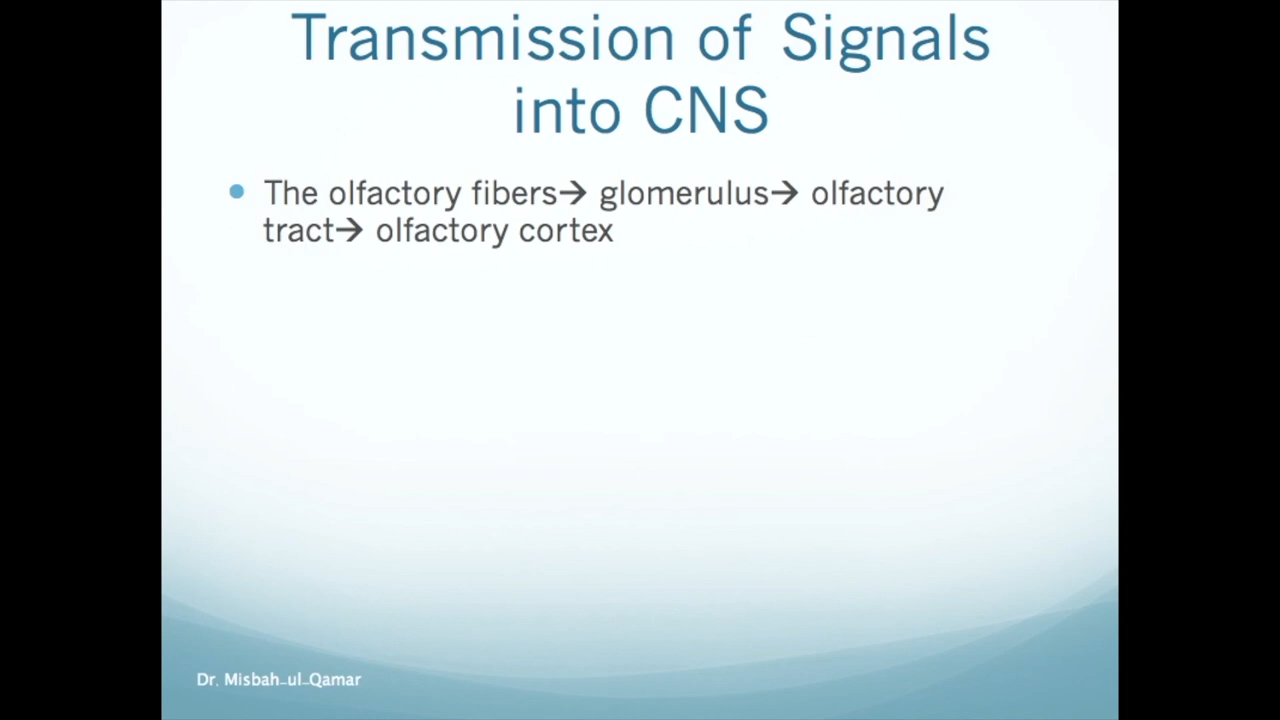 Transmission of Signals
into CNS
• The olfactory fibers→ glomerulus→ olfactory
tract→ olfactory cortex
Dr. Misbah-ul-Qamar